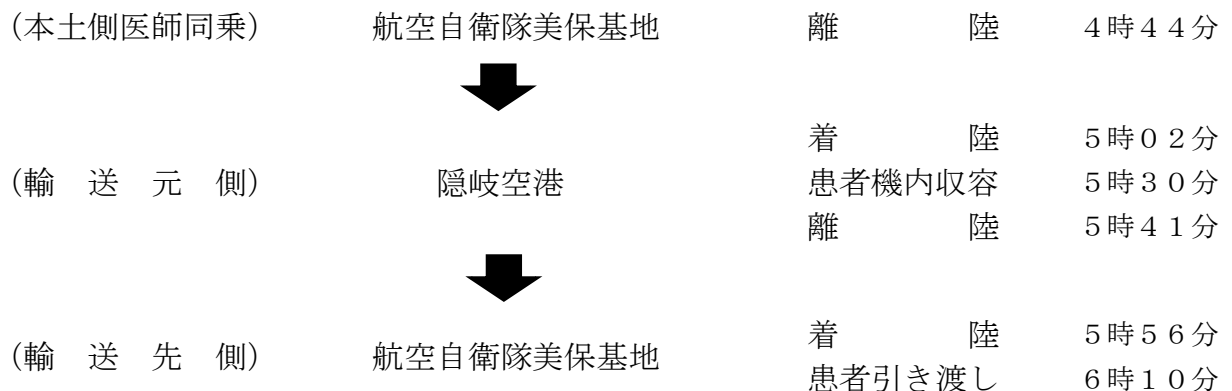 （本土側医師同乗） 航空自衛隊美保基地 離　　　陸 ４時４４分
着　　　陸 ５時０２分
（輸　送　元　側） 隠岐空港 患者機内収容 ５時３０分
離　　　陸 ５時４１分
着　　　陸 ５時５６分
（輸　送　先　側） 航空自衛隊美保基地
患者引き渡し ６時１０分